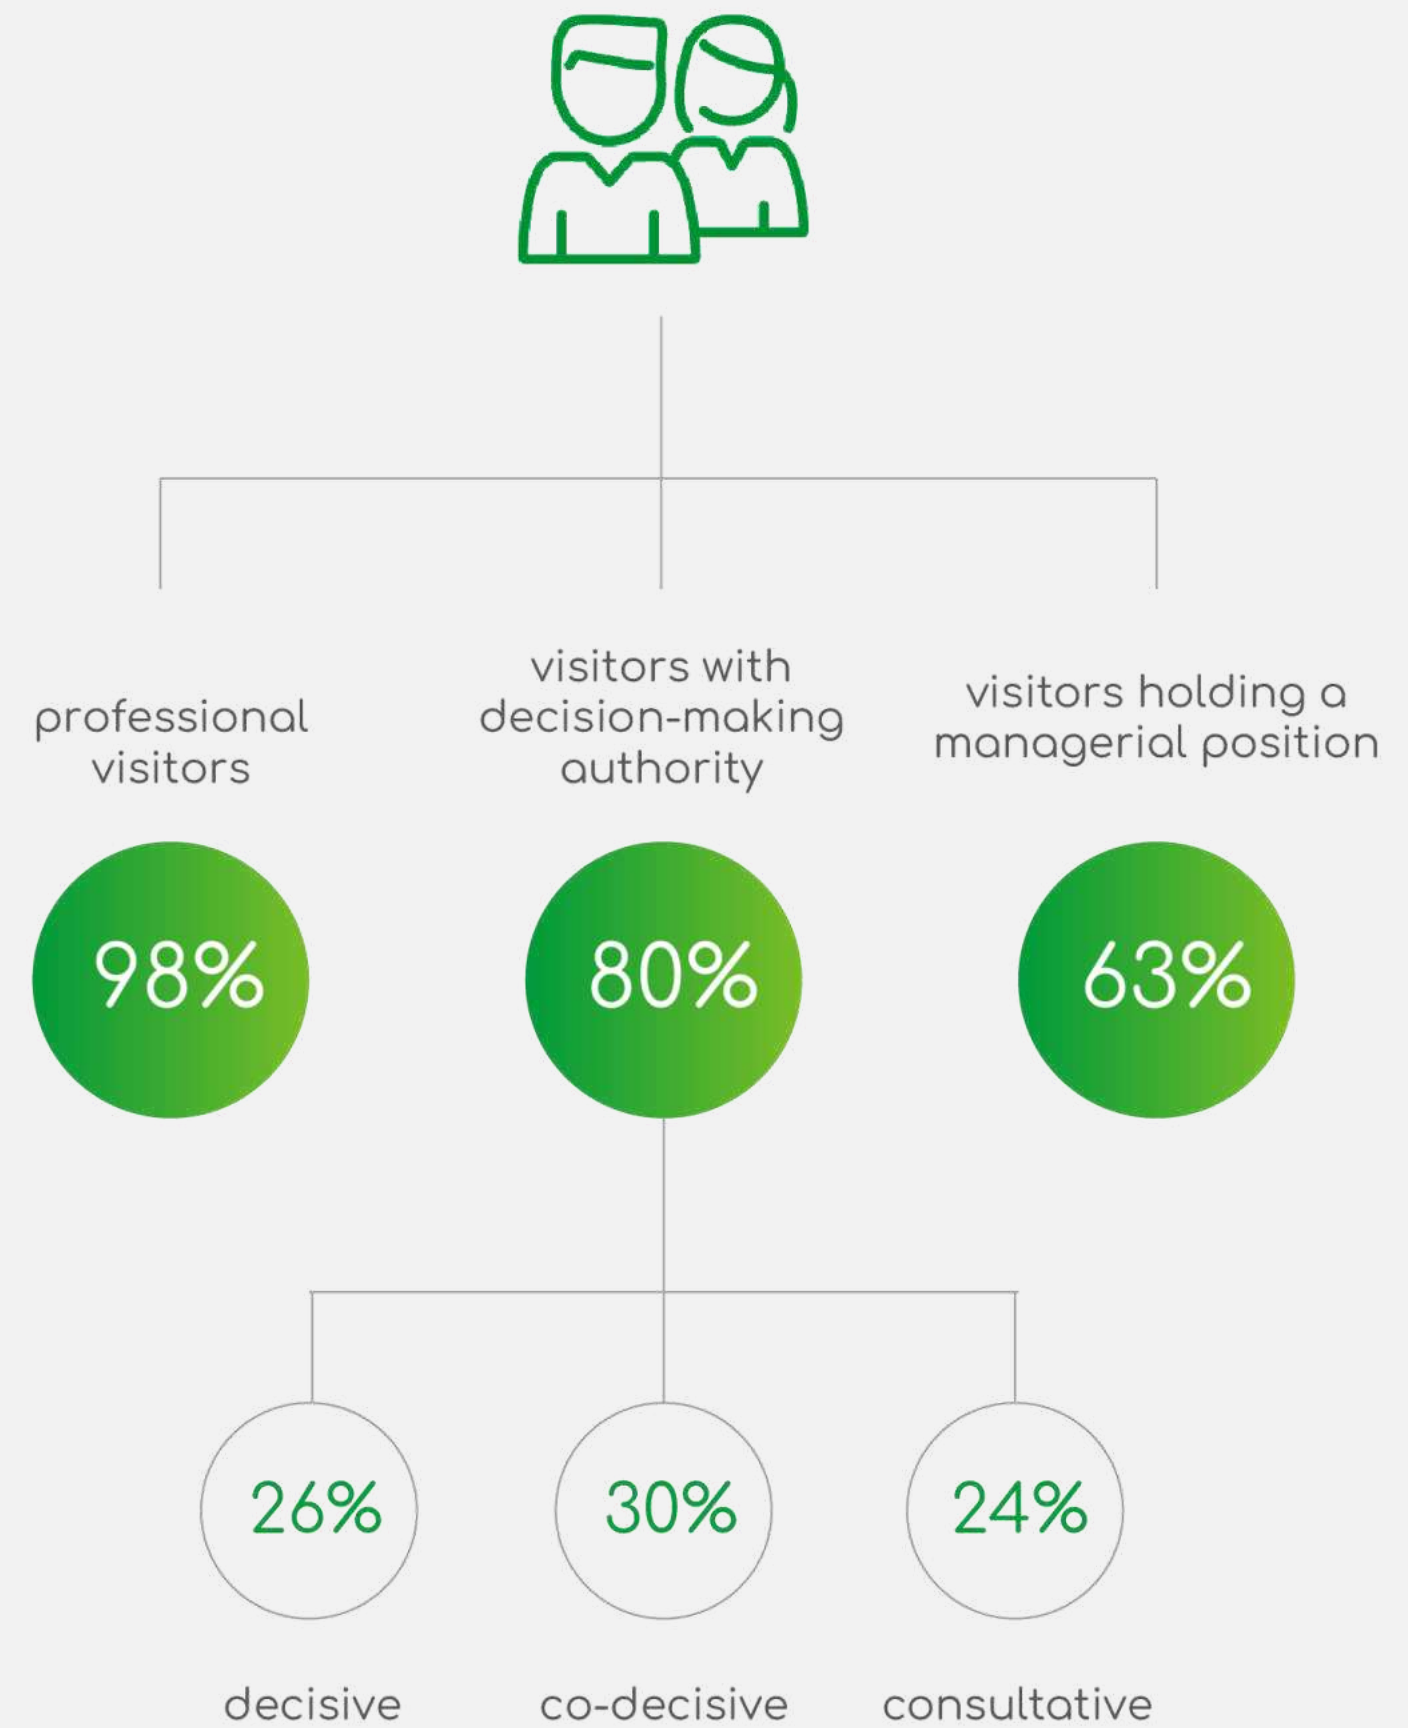 professional
visitors
visitors with
decision-making
authority
visitors holding a
managerial position
98%
80%
63%
26%
30%
24%
decisive
co-decisive
consultative